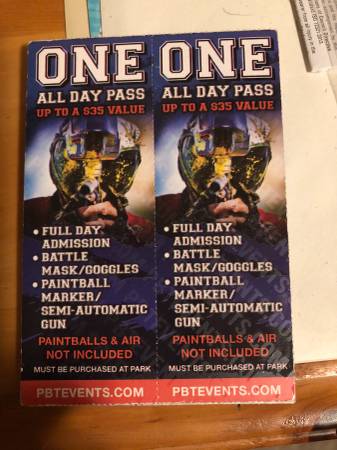 ONE
ALL DAY PASS
UP TO A $35 VALUE
• FULL DAY
ADMISSION
• BATTLE
MASK/GOGGLES
• PAINTBALL
MARKER/
SEMI-AUTOMATIC
GUN
PAINTBALLS & AIR
NOT INCLUDED
MUST BE PURCHASED AT PARK
PBTEVENTS.COM
ONE
ALL DAY PASS
UP TO A $35 VALUE
• FULL DAY
ADMISSION
• BATTLE
MASK/GOGGLES
• PAINTBALL
MARKER/
SEMI-AUTOMATIC
GUN
PAINTBALLS & AIR
NOT INCLUDED
MUST BE PURCHASED AT PARK
PBTEVENTS.COM